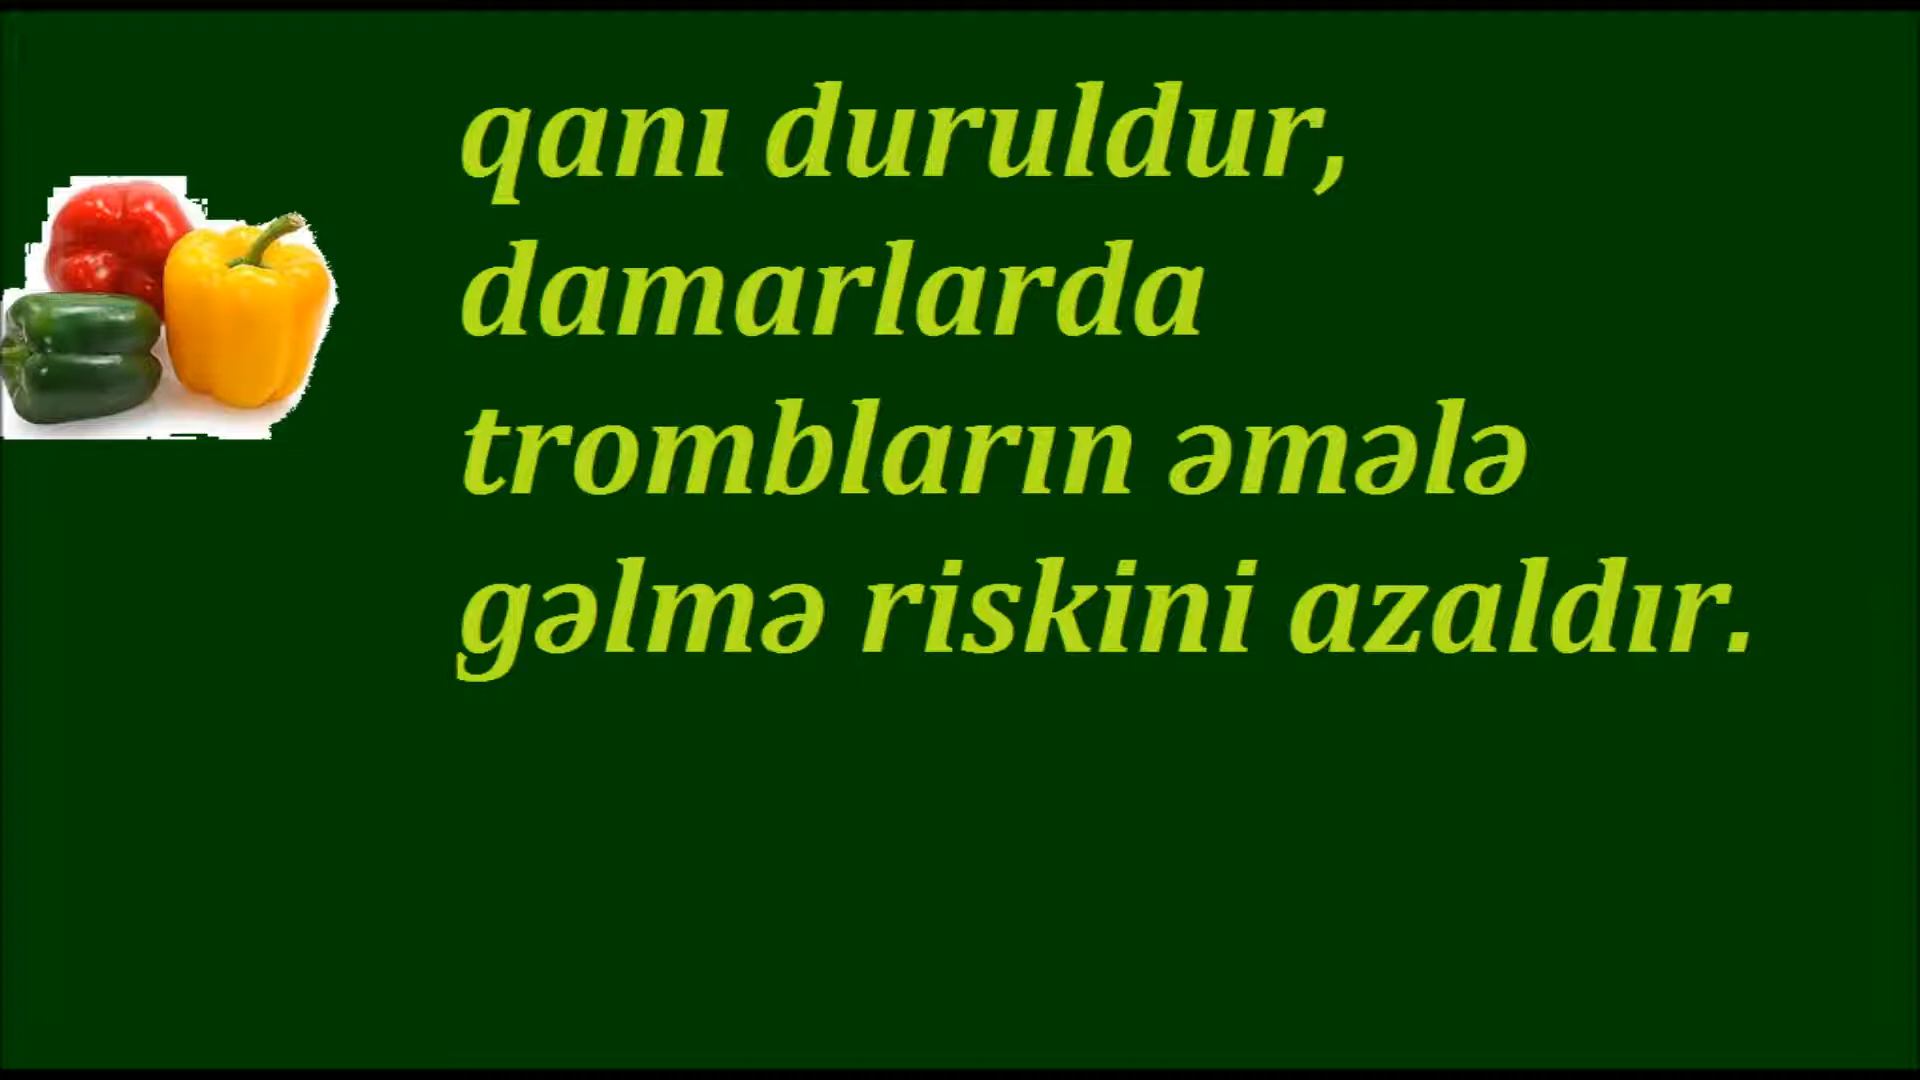 qanı duruldur,
damarlarda
trombların əmələ
gəlmə riskini azaldır.